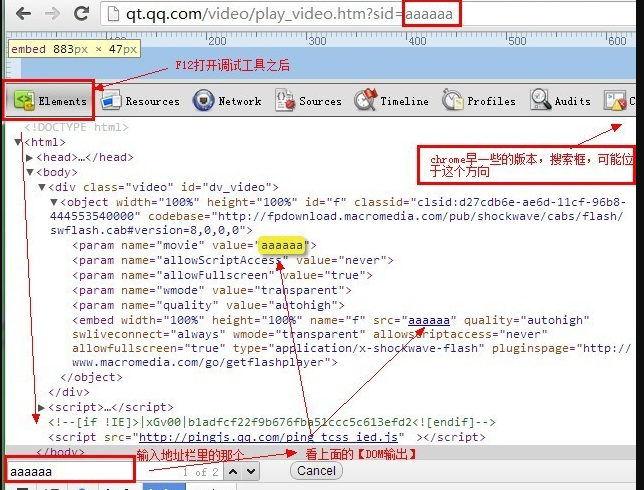 qt.qq.com/video/play_video.htm?sid=aaaaaa
embed 883px × 47px
100 200 300 400 500 600
F12打开调试工具之后
Elements Resources Network Sources Timeline Profiles Audits C
<!DOCTYPE html>
▼<html>
▶<head>…</head>
chrome早一些的版本，搜索框，可能位
于这个方向
▼<body>
▼<div class="video" id="dv_video">
▼<object width="100%" height="100%" id="f" classid="clsid:d27cdb6e-ae6d-11cf-96b8-
444553540000" codebase="http://fpdownload.macromedia.com/pub/shockwave/cabs/flash/
swflash.cab#version=8,0,0,0">
<param name="movie" value="aaaaaa">
<param name="allowScriptAccess" value="never">
<param name="allowFullscreen" value="true">
<param name="wmode" value="transparent">
<param name="quality" value="autohigh">
<embed width="100%" height="100%" name="f" src="aaaaaa" quality="autohigh"
swliveconnect="always" wmode="transparent" allowscriptaccess="never"
allowfullscreen="true" type="application/x-shockwave-flash" pluginspage="http://
www.macromedia.com/go/getflashplayer">
</object>
</div>
▶<script>…</script>
<!--[if !IE]>|xGv00|b1adfcf22f9b676fba51ccc5c613efd2<![endif]-->
<script src="http://pingjs.qq.com/ping_tcss_ied.js" ></script>
</body>
输入地址栏里的那个 看上面的【DOM输出】
aaaaaa 1 of 2 Cancel